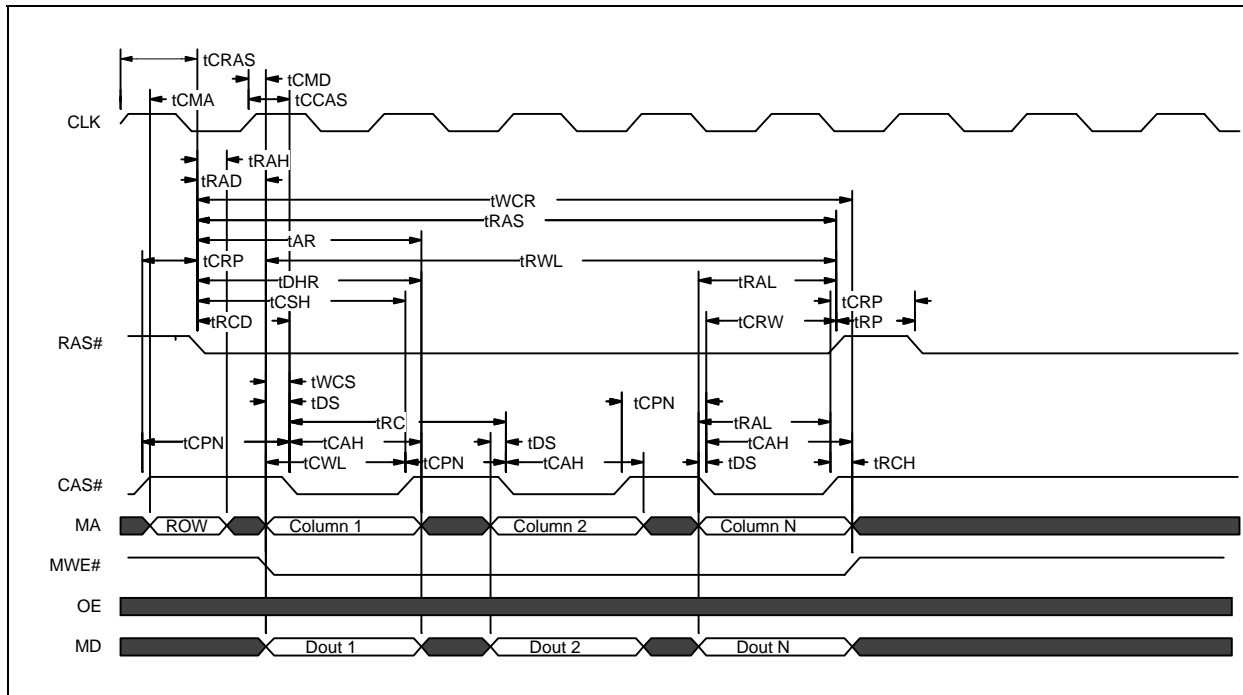 tCRAS
tCMD
tCMA
tCCAS
CLK
tRAH
tRAD
tWCR
tRAS
tAR
tCRP
tRWL
tDHR
tRAL
tCSH
tCRP
tRCD
tCRW
tRP
RAS#
tWCS
tDS
tCPN
tRC
tRAL
tCPN
tCAH
tDS
tCAH
tCWL
tCPN
tCAH
tDS
tRCH
CAS#
MA
ROW
Column 1
Column 2
Column N
MWE#
OE
MD
Dout 1
Dout 2
Dout N